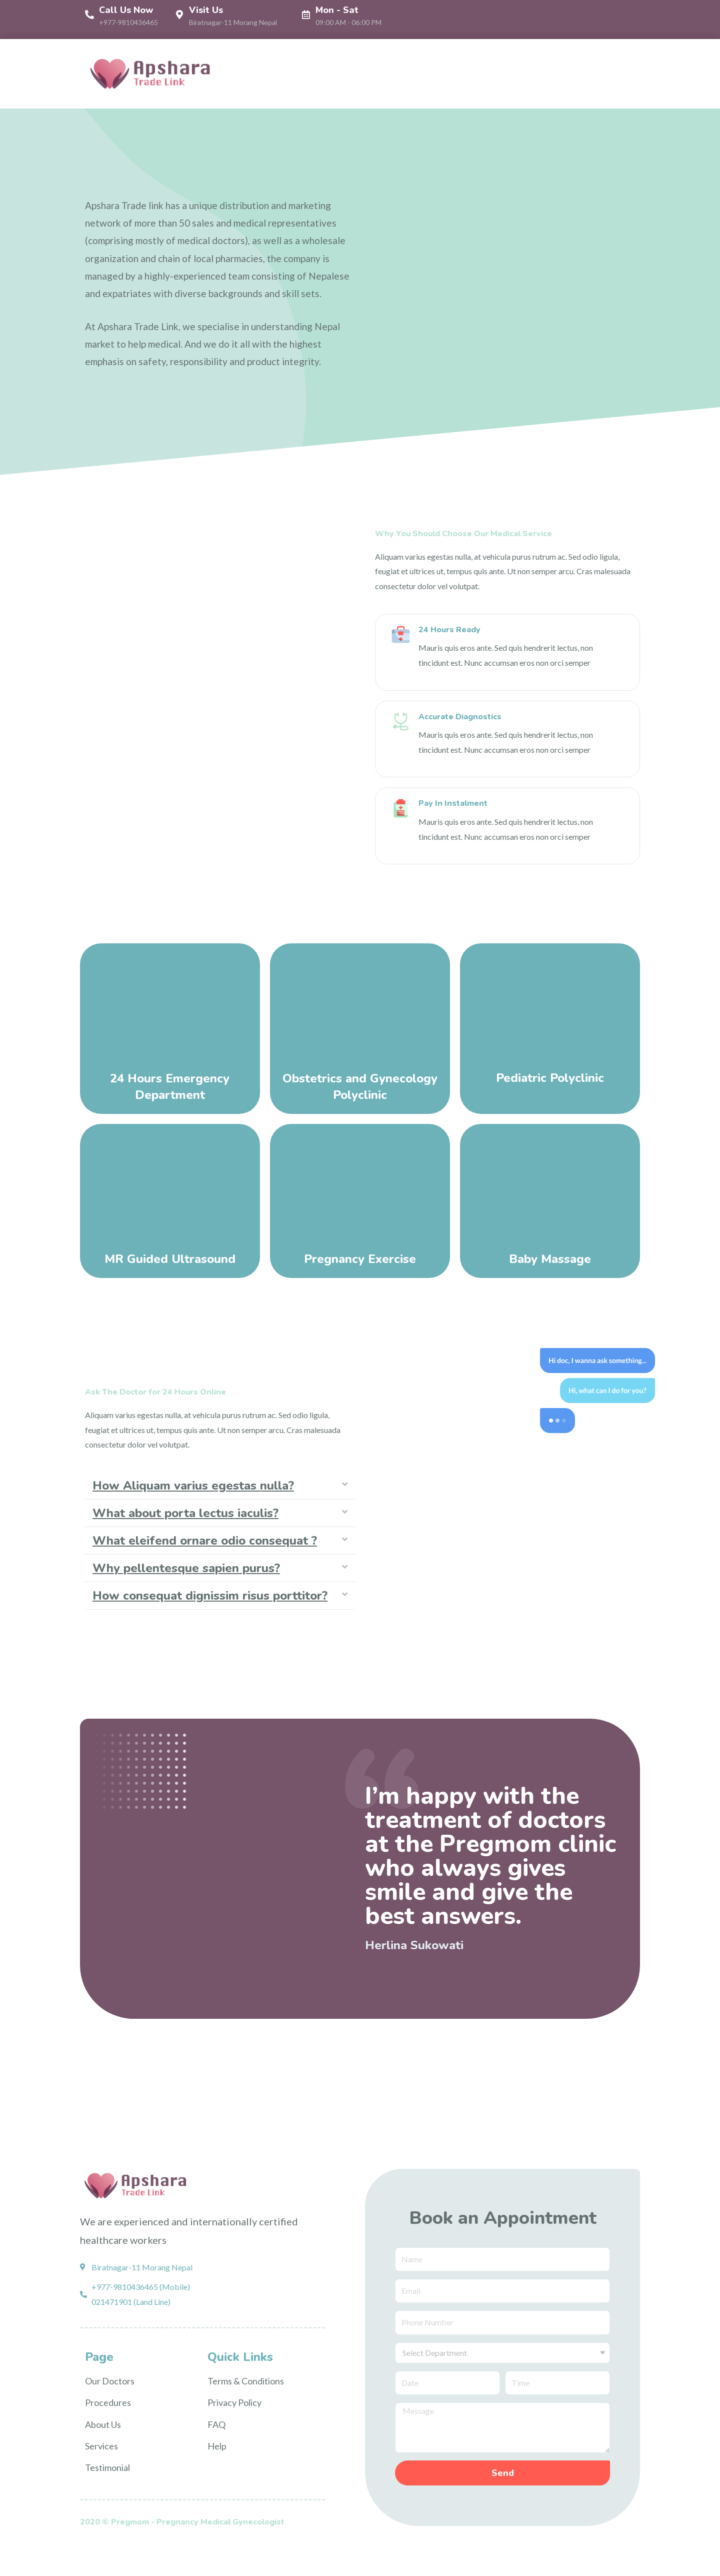 Call Us Now
+977-9810436465
Visit Us
Biratnagar-11 Morang Nepal
Mon - Sat
09:00 AM - 06:00 PM
Apshara
Trade Link
Apshara Trade link has a unique distribution and marketing
network of more than 50 sales and medical representatives
(comprising mostly of medical doctors), as well as a wholesale
organization and chain of local pharmacies, the company is
managed by a highly-experienced team consisting of Nepalese
and expatriates with diverse backgrounds and skill sets.
At Apshara Trade Link, we specialise in understanding Nepal
market to help medical. And we do it all with the highest
emphasis on safety, responsibility and product integrity.
Why You Should Choose Our Medical Service
Aliquam varius egestas nulla, at vehicula purus rutrum ac. Sed odio ligula,
feugiat et ultrices ut, tempus quis ante. Ut non semper arcu. Cras malesuada
consectetur dolor vel volutpat.
24 Hours Ready
Mauris quis eros ante. Sed quis hendrerit lectus, non
tincidunt est. Nunc accumsan eros non orci semper
Accurate Diagnostics
Mauris quis eros ante. Sed quis hendrerit lectus, non
tincidunt est. Nunc accumsan eros non orci semper
Pay In Instalment
Mauris quis eros ante. Sed quis hendrerit lectus, non
tincidunt est. Nunc accumsan eros non orci semper
24 Hours Emergency
Department
Obstetrics and Gynecology
Polyclinic
Pediatric Polyclinic
MR Guided Ultrasound
Pregnancy Exercise
Baby Massage
Hi doc, I wanna ask something...
Hi, what can I do for you?
Ask The Doctor for 24 Hours Online
Aliquam varius egestas nulla, at vehicula purus rutrum ac. Sed odio ligula,
feugiat et ultrices ut, tempus quis ante. Ut non semper arcu. Cras malesuada
consectetur dolor vel volutpat.
How Aliquam varius egestas nulla?
What about porta lectus iaculis?
What eleifend ornare odio consequat ?
Why pellentesque sapien purus?
How consequat dignissim risus porttitor?
“
I’m happy with the
treatment of doctors
at the Pregmom clinic
who always gives
smile and give the
best answers.
Herlina Sukowati
Apshara
Trade Link
We are experienced and internationally certified
healthcare workers
Biratnagar-11 Morang Nepal
+977-9810436465 (Mobile)
021471901 (Land Line)
Page
Our Doctors
Procedures
About Us
Services
Testimonial
Quick Links
Terms & Conditions
Privacy Policy
FAQ
Help
2020 © Pregmom - Pregnancy Medical Gynecologist
Book an Appointment
Name
Email
Phone Number
Select Department
Date
Time
Message
Send